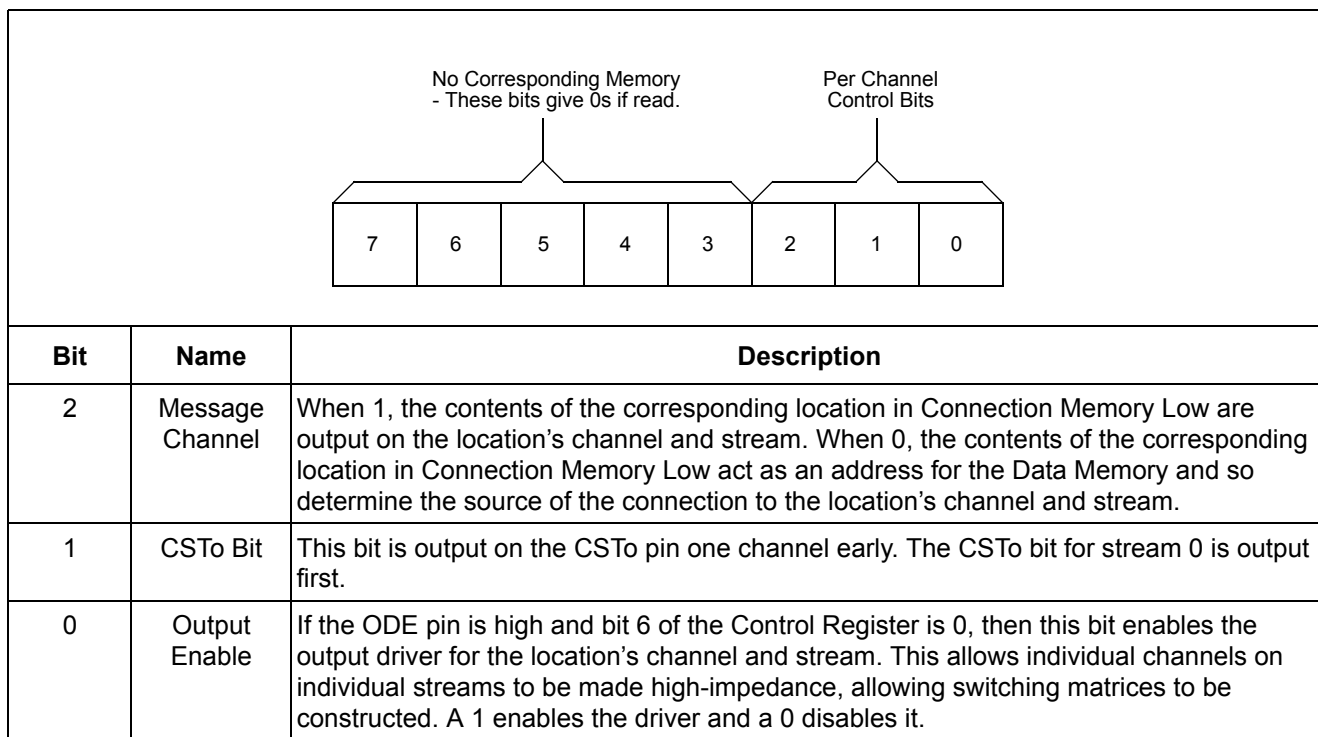 No Corresponding Memory
- These bits give 0s if read.
Per Channel
Control Bits
7 6 5 4 3 2 1 0
Bit Name Description
2 Message Channel When 1, the contents of the corresponding location in Connection Memory Low are
output on the location's channel and stream. When 0, the contents of the corresponding
location in Connection Memory Low act as an address for the Data Memory and so
determine the source of the connection to the location's channel and stream.
1 CSTo Bit This bit is output on the CSTo pin one channel early. The CSTo bit for stream 0 is output
first.
0 Output Enable If the ODE pin is high and bit 6 of the Control Register is 0, then this bit enables the
output driver for the location's channel and stream. This allows individual channels on
individual streams to be made high-impedance, allowing switching matrices to be
constructed. A 1 enables the driver and a 0 disables it.